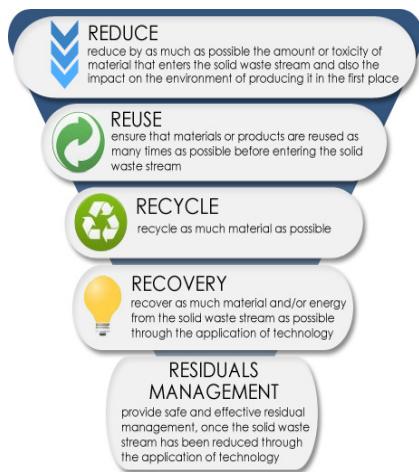 REDUCE
reduce by as much as possible the amount or toxicity of
material that enters the solid waste stream and also the
impact on the environment of producing it in the first place
REUSE
ensure that materials or products are reused as
many times as possible before entering the solid
waste stream
RECYCLE
recycle as much material as possible
RECOVERY
recover as much material and/or energy
from the solid waste stream as possible
through the application of technology
RESIDUALS
MANAGEMENT
provide safe and effective residual
management, once the solid waste
stream has been reduced through
the application of technology